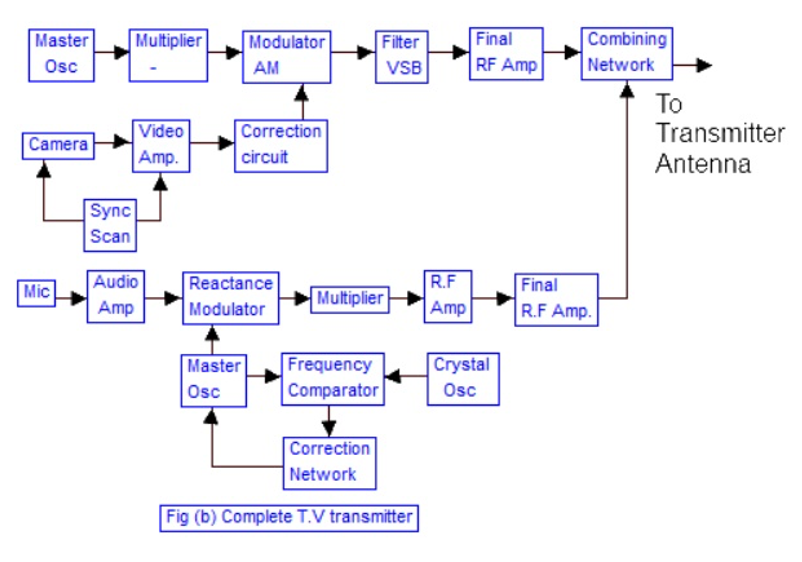 Master
Osc
Multiplier
-
Modulator
AM
Filter
VSB
Final
RF Amp
Combining
Network
To
Transmitter
Antenna
Camera
Video
Amp.
Correction
circuit
Sync
Scan
Mic
Audio
Amp
Reactance
Modulator
Multiplier
R.F
Amp
Final
R.F Amp.
Master
Osc
Frequency
Comparator
Crystal
Osc
Correction
Network
Fig (b) Complete T.V transmitter